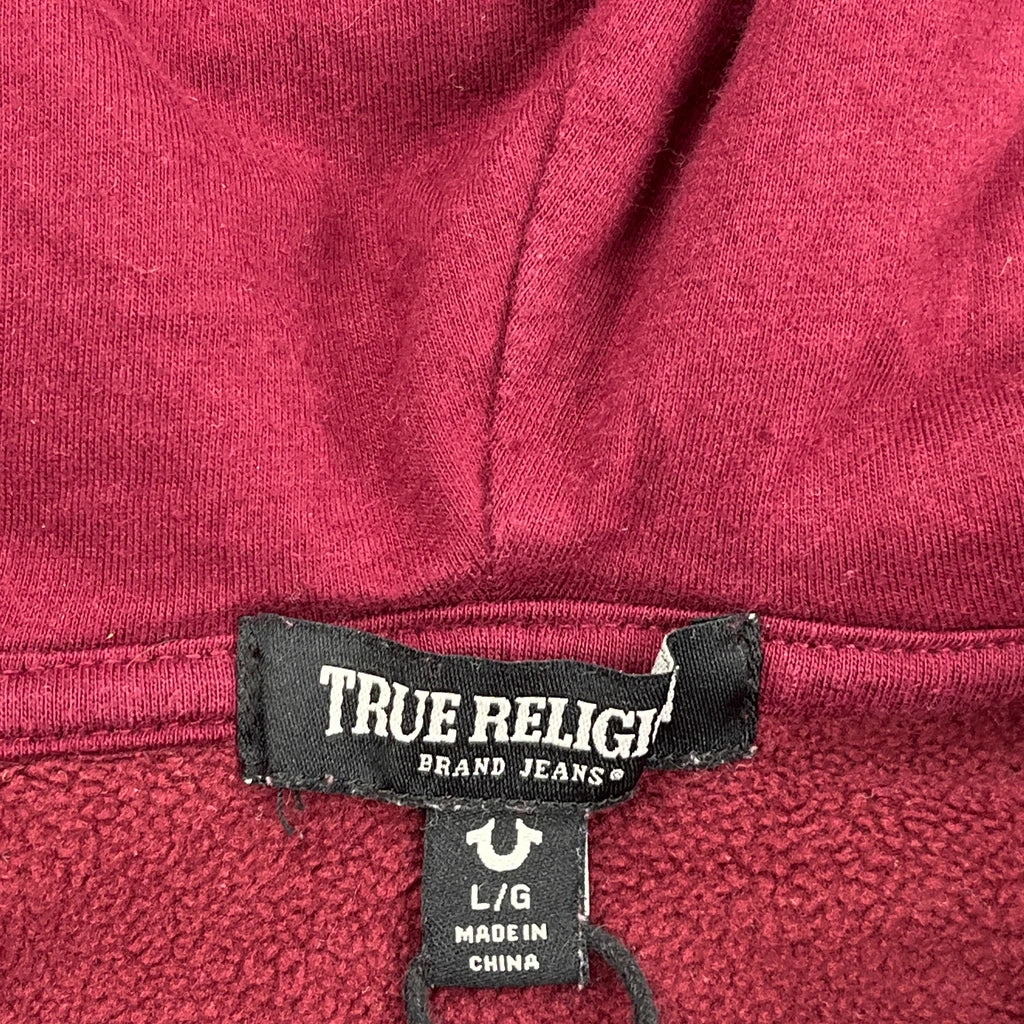 TRUE RELIGI
BRAND JEANS®
L/G
MADE IN
CHINA